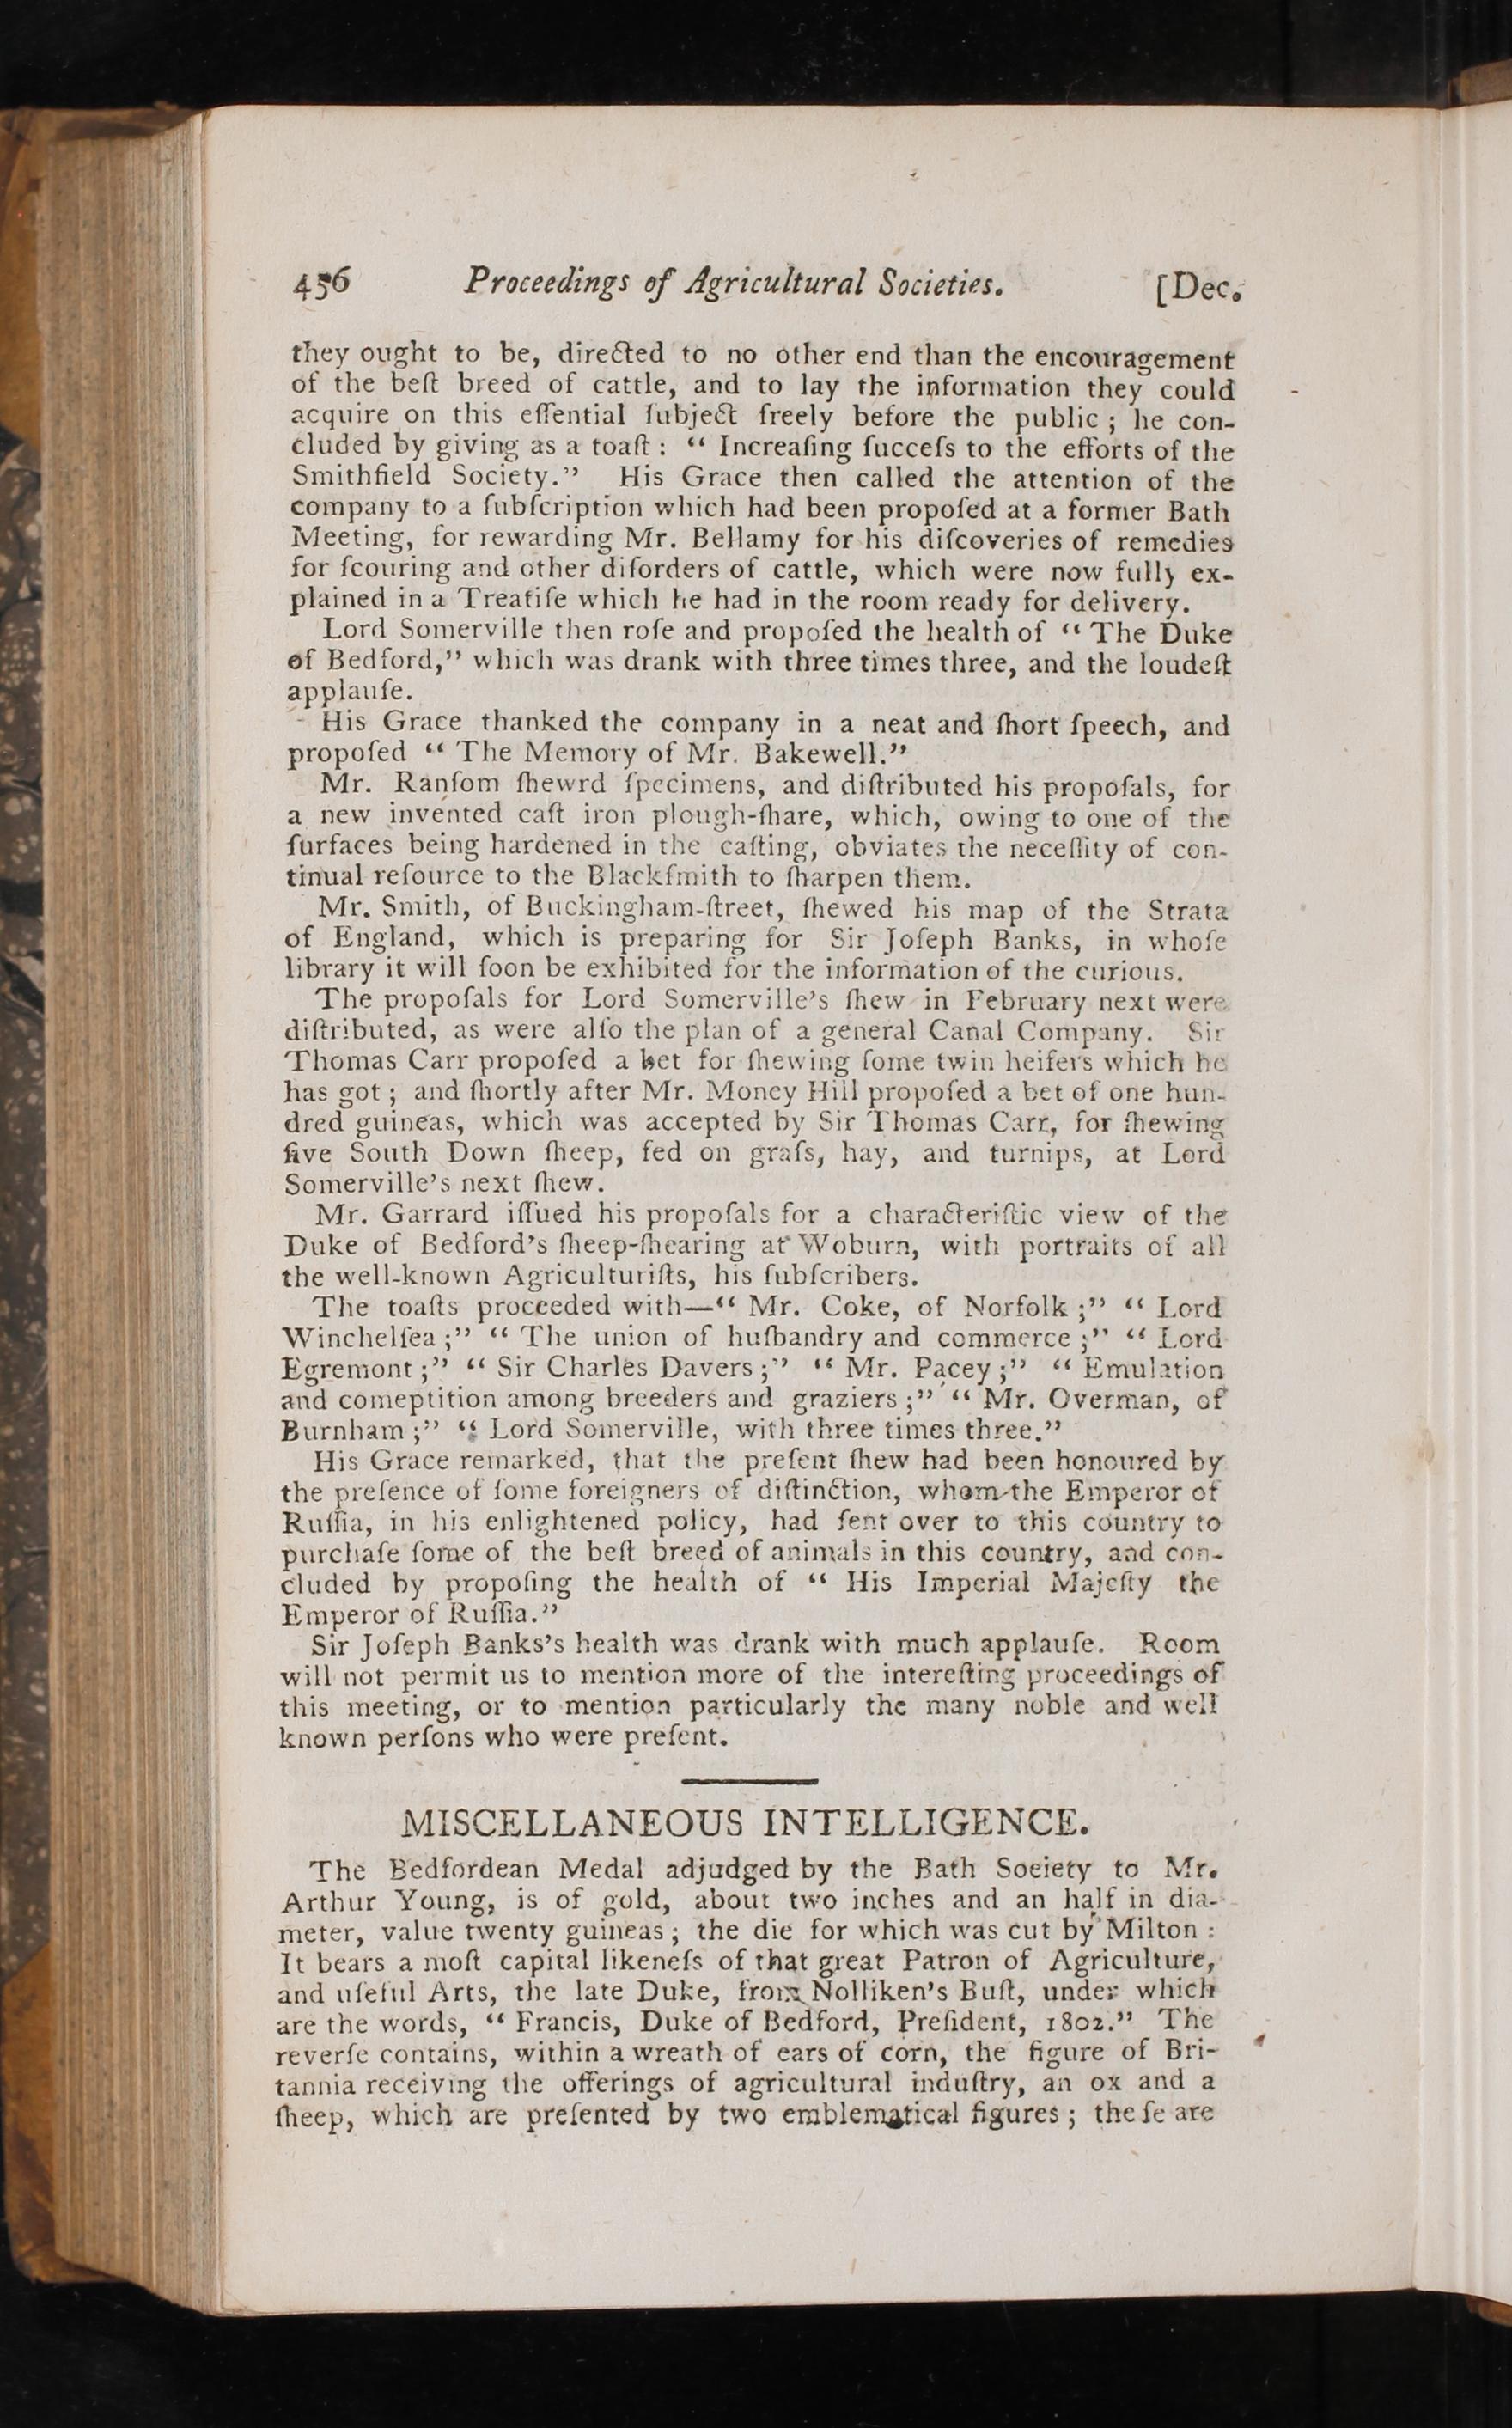 456 Proceedings of Agricultural Societies. [Dec.
they ought to be, directed to no other end than the encouragement
of the beſt breed of cattle, and to lay the information they could
acquire on this eſſential ſubject freely before the public; he con-
cluded by giving as a toaſt: “ Increaſing ſucceſs to the efforts of the
Smithfield Society.” His Grace then called the attention of the
company to a ſubſcription which had been propoſed at a former Bath
Meeting, for rewarding Mr. Bellamy for his diſcoveries of remedies
for ſcouring and other diſorders of cattle, which were now fully ex-
plained in a Treatiſe which he had in the room ready for delivery.
Lord Somerville then roſe and propoſed the health of “ The Duke
of Bedford,” which was drank with three times three, and the loudeſt
applauſe.
His Grace thanked the company in a neat and ſhort ſpeech, and
propoſed “ The Memory of Mr. Bakewell.”
Mr. Ranſom ſhewrd ſpecimens, and diſtributed his propoſals, for
a new invented caſt iron plough-ſhare, which, owing to one of the
ſurfaces being hardened in the caſting, obviates the neceſſity of con-
tinual reſource to the Blackſmith to ſharpen them.
Mr. Smith, of Buckingham-ſtreet, ſhewed his map of the Strata
of England, which is preparing for Sir Joſeph Banks, in whoſe
library it will ſoon be exhibited for the information of the curious.
The propoſals for Lord Somerville’s ſhew in February next were
diſtributed, as were alſo the plan of a general Canal Company. Sir
Thomas Carr propoſed a bet for ſhewing ſome twin heifers which he
has got; and ſhortly after Mr. Money Hill propoſed a bet of one hun-
dred guineas, which was accepted by Sir Thomas Carr, for ſhewing
five South Down ſheep, fed on graſs, hay, and turnips, at Lord
Somerville’s next ſhew.
Mr. Garrard iſſued his propoſals for a characteriſtic view of the
Duke of Bedford’s ſheep-ſhearing at Woburn, with portraits of all
the well-known Agriculturiſts, his ſubſcribers.
The toaſts proceeded with—“ Mr. Coke, of Norfolk;” “ Lord
Winchelſea;” “ The union of huſbandry and commerce;” “ Lord
Egremont;” “ Sir Charles Davers;” “ Mr. Pacey;” “ Emulation
and comeptition among breeders and graziers;” “ Mr. Overman, of
Burnham;” “ Lord Somerville, with three times three.”
His Grace remarked, that the preſent ſhew had been honoured by
the preſence of ſome foreigners of diſtinction, whom the Emperor of
Ruſſia, in his enlightened policy, had ſent over to this country to
purchaſe ſome of the beſt breed of animals in this country, and con-
cluded by propoſing the health of “ His Imperial Majeſty the
Emperor of Ruſſia.”
Sir Joſeph Banks’s health was drank with much applauſe. Room
will not permit us to mention more of the intereſting proceedings of
this meeting, or to mention particularly the many noble and well
known perſons who were preſent.
MISCELLANEOUS INTELLIGENCE.
The Bedfordean Medal adjudged by the Bath Soeiety to Mr.
Arthur Young, is of gold, about two inches and an half in dia-
meter, value twenty guineas; the die for which was cut by Milton:
It bears a moſt capital likeneſs of that great Patron of Agriculture,
and uſeful Arts, the late Duke, from Nolliken’s Buſt, under which
are the words, “ Francis, Duke of Bedford, Preſident, 1802.” The
reverſe contains, within a wreath of ears of corn, the figure of Bri-
tannia receiving the offerings of agricultural induſtry, an ox and a
ſheep, which are preſented by two emblematical figures; theſe are